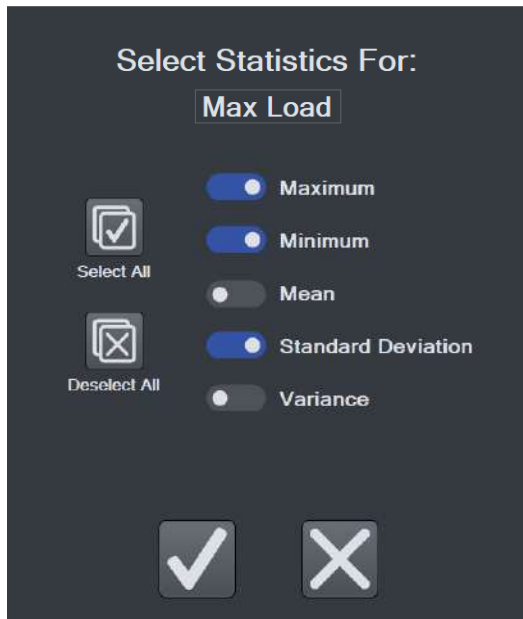 Select Statistics For:
Max Load
Maximum
Minimum
Select All
Mean
Standard Deviation
Deselect All
Variance